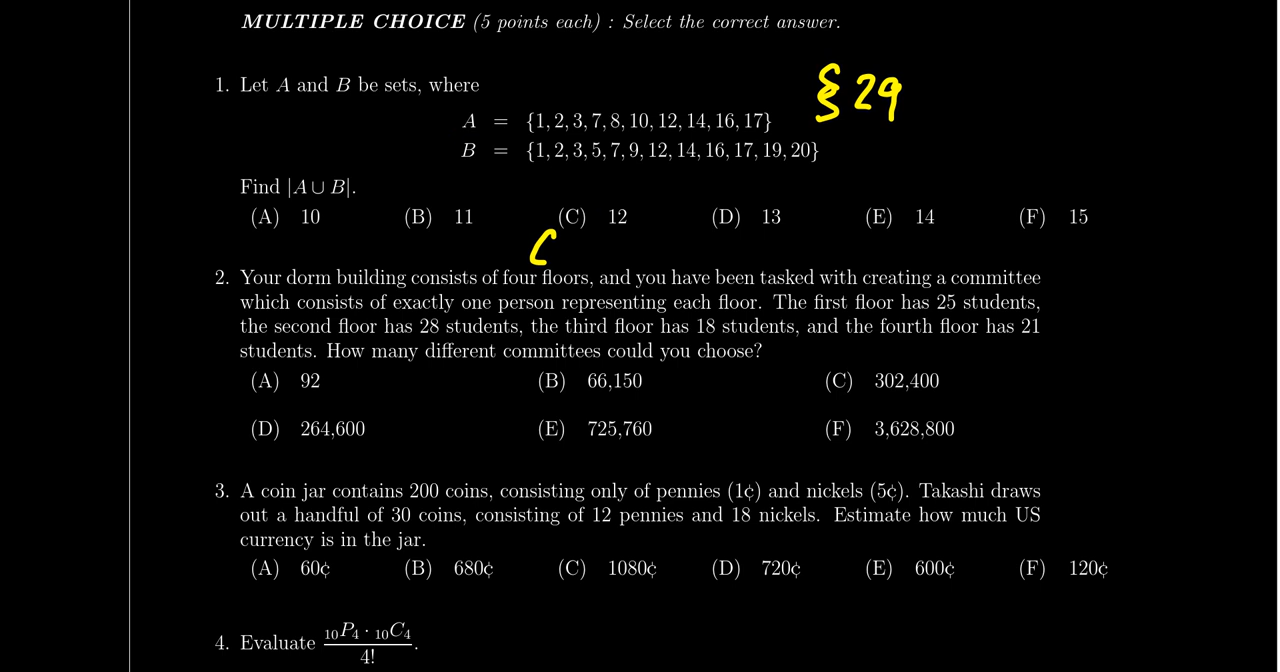 MULTIPLE CHOICE (5 points each) : Select the correct answer.
1. Let A and B be sets, where
§ 29
A = {1, 2, 3, 7, 8, 10, 12, 14, 16, 17}
B = {1, 2, 3, 5, 7, 9, 12, 14, 16, 17, 19, 20}
Find |A ∪ B|.
(A) 10 (B) 11 (C) 12 (D) 13 (E) 14 (F) 15
2. Your dorm building consists of four floors, and you have been tasked with creating a committee
which consists of exactly one person representing each floor. The first floor has 25 students,
the second floor has 28 students, the third floor has 18 students, and the fourth floor has 21
students. How many different committees could you choose?
(A) 92 (B) 66,150 (C) 302,400
(D) 264,600 (E) 725,760 (F) 3,628,800
3. A coin jar contains 200 coins, consisting only of pennies (1¢) and nickels (5¢). Takashi draws
out a handful of 30 coins, consisting of 12 pennies and 18 nickels. Estimate how much US
currency is in the jar.
(A) 60¢ (B) 680¢ (C) 1080¢ (D) 720¢ (E) 600¢ (F) 120¢
4. Evaluate ₁₀P₄ · ₁₀C₄ / 4!.